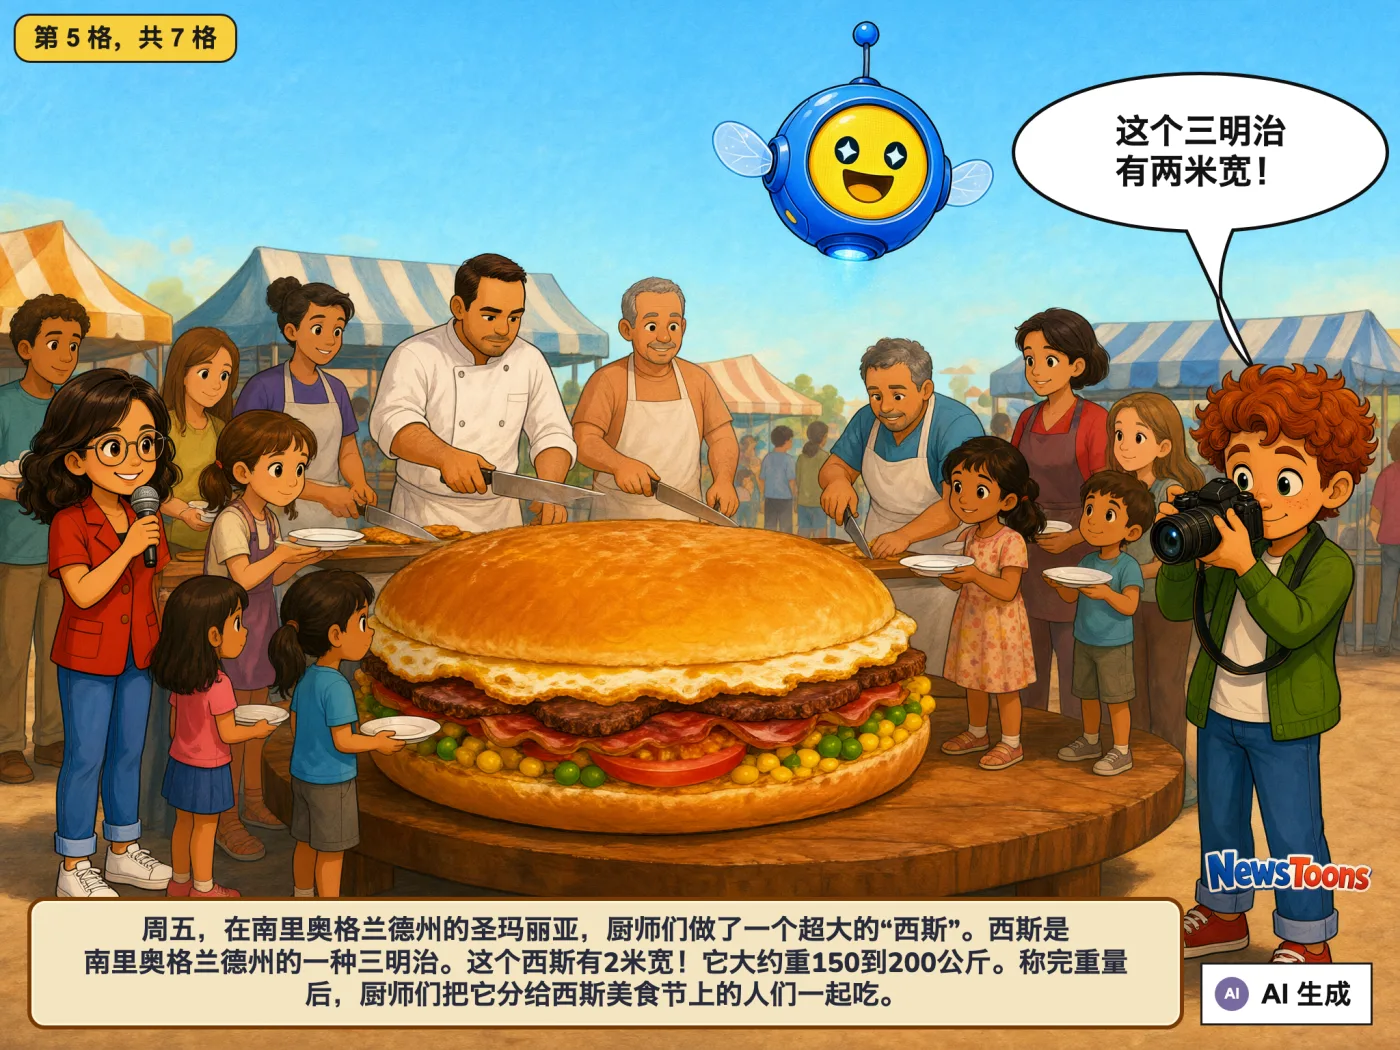 第 5 格，共 7 格
这个三明治
有两米宽！
周五，在南里奥格兰德州的圣玛丽亚，厨师们做了一个超大的“西斯”。西斯是
南里奥格兰德州的一种三明治。这个西斯有2米宽！它大约重150到200公斤。称完重量
后，厨师们把它分给西斯美食节上的人们一起吃。
NewsToons
AI AI 生成